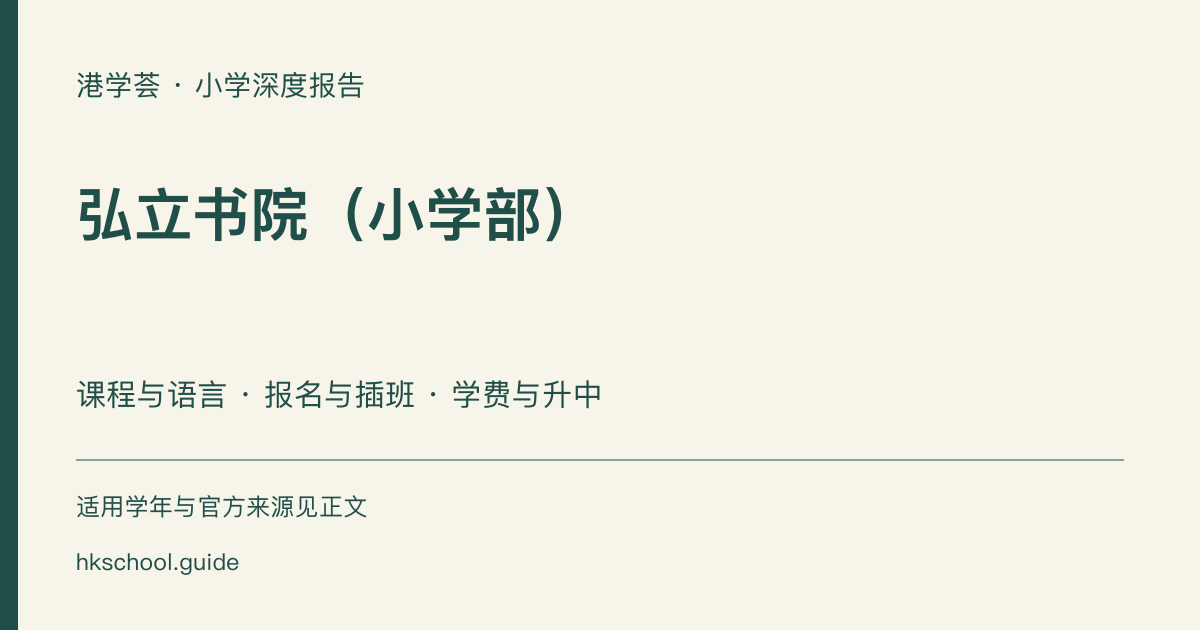 港学荟 · 小学深度报告
弘立书院（小学部）
课程与语言 · 报名与插班 · 学费与升中
适用学年与官方来源见正文
hkschool.guide